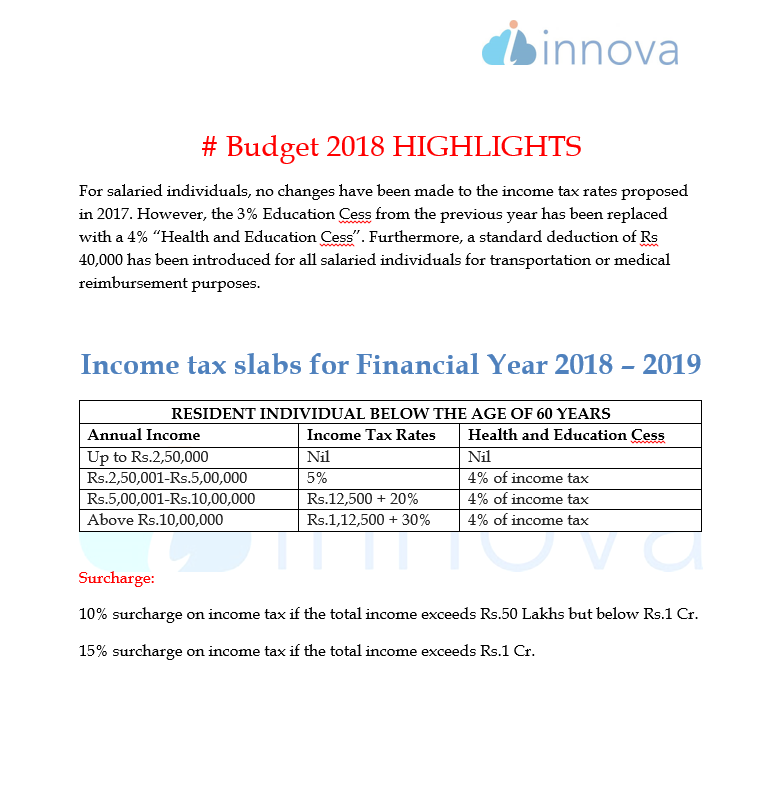 innova
# Budget 2018 HIGHLIGHTS
For salaried individuals, no changes have been made to the income tax rates proposed
in 2017. However, the 3% Education Cess from the previous year has been replaced
with a 4% “Health and Education Cess”. Furthermore, a standard deduction of Rs
40,000 has been introduced for all salaried individuals for transportation or medical
reimbursement purposes.
Income tax slabs for Financial Year 2018 – 2019
RESIDENT INDIVIDUAL BELOW THE AGE OF 60 YEARS
Annual Income Income Tax Rates Health and Education Cess
Up to Rs.2,50,000 Nil Nil
Rs.2,50,001-Rs.5,00,000 5% 4% of income tax
Rs.5,00,001-Rs.10,00,000 Rs.12,500 + 20% 4% of income tax
Above Rs.10,00,000 Rs.1,12,500 + 30% 4% of income tax
innova
Surcharge:
10% surcharge on income tax if the total income exceeds Rs.50 Lakhs but below Rs.1 Cr.
15% surcharge on income tax if the total income exceeds Rs.1 Cr.